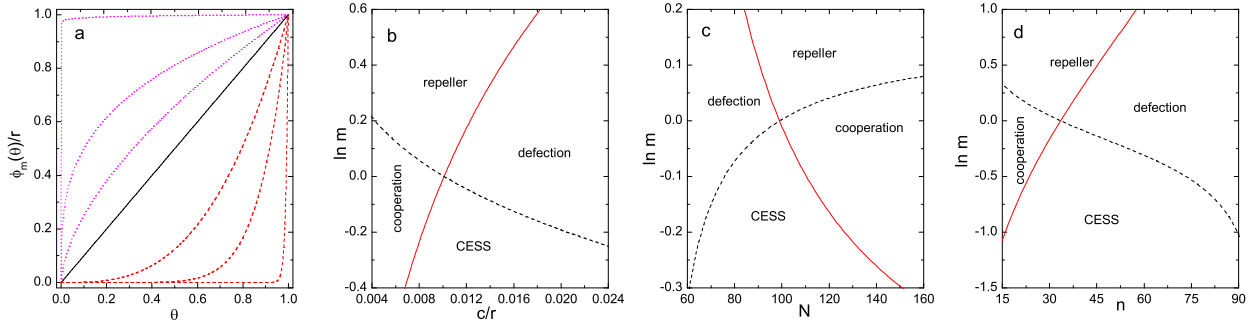 a
1.0
0.8
0.6
0.4
0.2
0.0
ϕm(θ)/r
0.0 0.2 0.4 0.6 0.8 1.0
θ
b
0.6
0.4
0.2
0.0
-0.2
-0.4
ln m
repeller
defection
cooperation
CESS
0.004 0.008 0.012 0.016 0.020 0.024
c/r
c
0.2
0.1
0.0
-0.1
-0.2
-0.3
ln m
repeller
defection
cooperation
CESS
60 80 100 120 140 160
N
d
1.0
0.5
0.0
-0.5
-1.0
-1.5
ln m
repeller
defection
cooperation
CESS
15 30 45 60 75 90
n